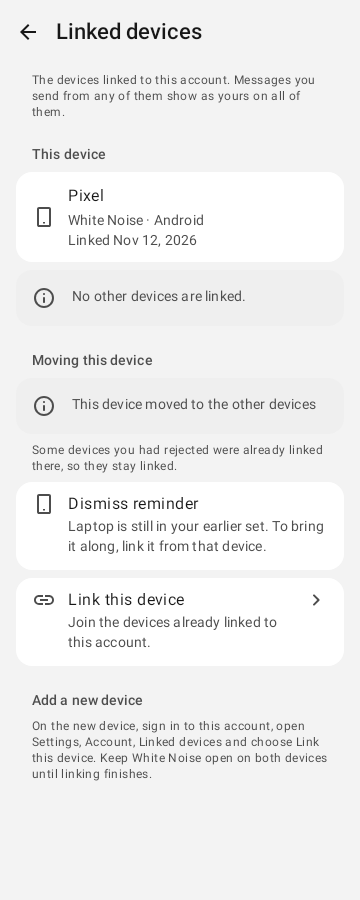 Linked devices
The devices linked to this account. Messages you
send from any of them show as yours on all of
them.
This device
Pixel
White Noise · Android
Linked Nov 12, 2026
No other devices are linked.
Moving this device
This device moved to the other devices
Some devices you had rejected were already linked
there, so they stay linked.
Dismiss reminder
Laptop is still in your earlier set. To bring
it along, link it from that device.
Link this device
Join the devices already linked to
this account.
Add a new device
On the new device, sign in to this account, open
Settings, Account, Linked devices and choose Link
this device. Keep White Noise open on both devices
until linking finishes.